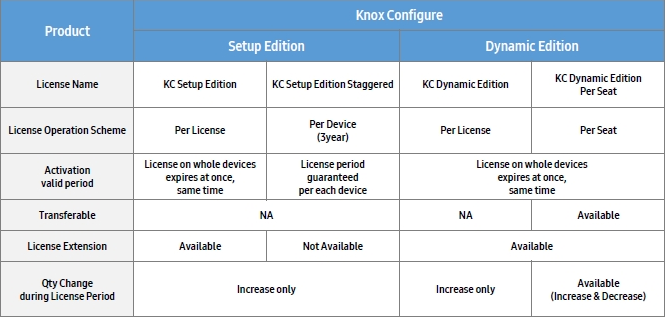 Product
Knox Configure
Setup Edition
Dynamic Edition
License Name
KC Setup Edition
KC Setup Edition Staggered
KC Dynamic Edition
KC Dynamic Edition
Per Seat
License Operation Scheme
Per License
Per Device
(3year)
Per License
Per Seat
Activation
valid period
License on whole devices
expires at once,
same time
License period
guaranteed
per each device
License on whole devices
expires at once,
same time
Transferable
NA
NA
Available
License Extension
Available
Not Available
Available
Qty Change
during License Period
Increase only
Increase only
Available
(Increase & Decrease)